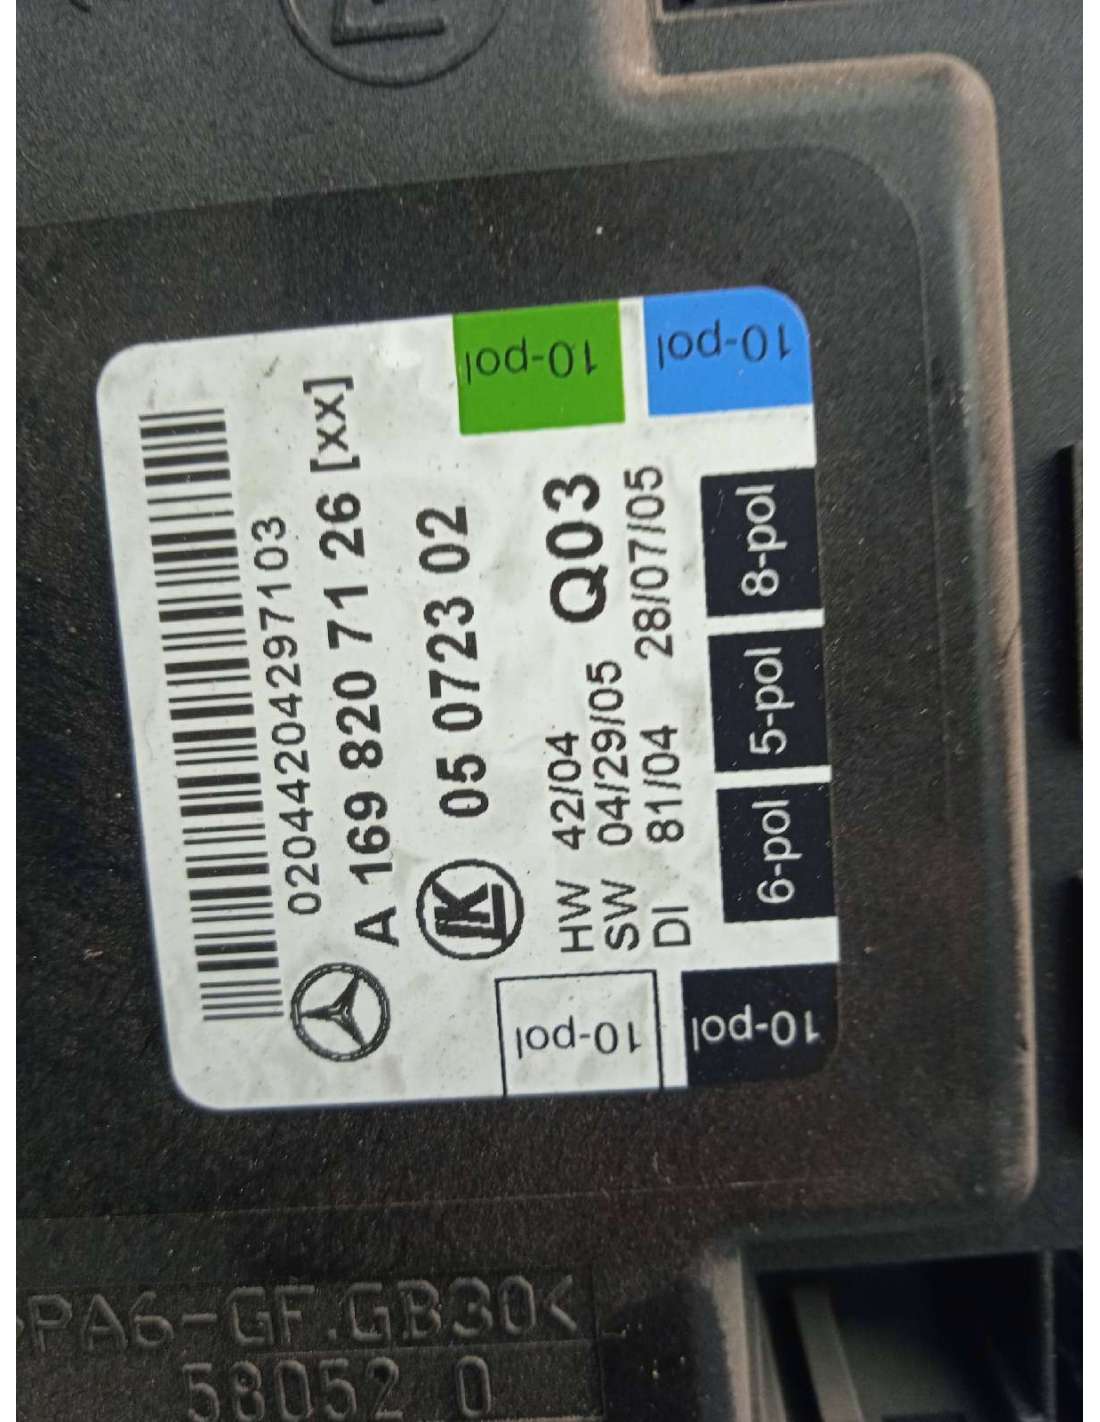 02044204297103
A 169 820 71 26 [xx]
LK 05 0723 02
HW 42/04 Q03
SW 04/29/05
DI 81/04 28/07/05
10-pol
10-pol
10-pol
10-pol
6-pol
5-pol
8-pol
PA6-GF.GB30<
58052 0